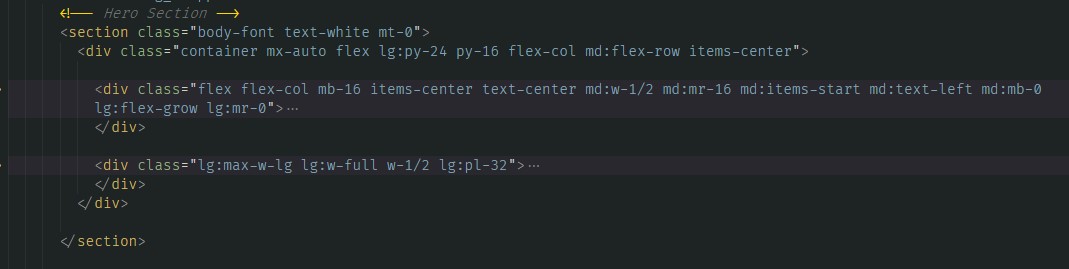 <!-- Hero Section -->
<section class="body-font text-white mt-0">
<div class="container mx-auto flex lg:py-24 py-16 flex-col md:flex-row items-center">
<div class="flex flex-col mb-16 items-center text-center md:w-1/2 md:mr-16 md:items-start md:text-left md:mb-0
lg:flex-grow lg:mr-0">···
</div>
<div class="lg:max-w-lg lg:w-full w-1/2 lg:pl-32">···
</div>
</div>
</section>